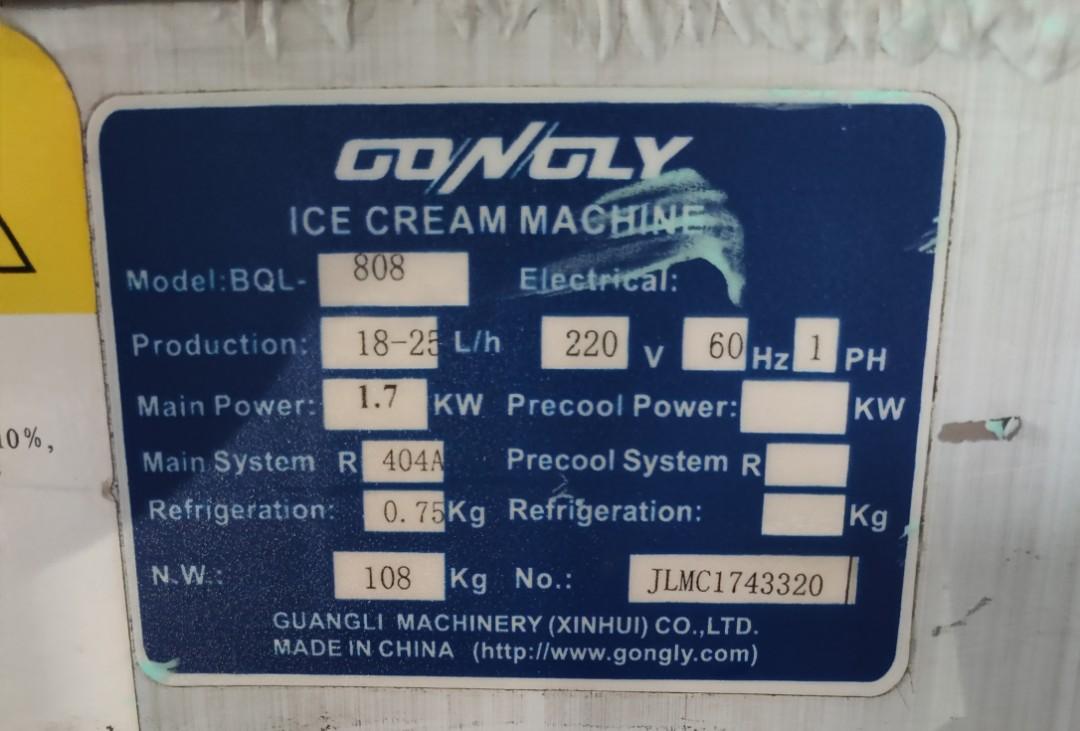 GONGLY
ICE CREAM MACHINE
Model:BQL- 808 Electrical:
Production: 18-25 L/h 220 V 60 Hz 1 PH
Main Power: 1.7 KW Precool Power: KW
Main System R 404A Precool System R
Refrigeration: 0.75 Kg Refrigeration: Kg
N.W.: 108 Kg No.: JLMC1743320
GUANGLI MACHINERY (XINHUI) CO.,LTD.
MADE IN CHINA (http://www.gongly.com)